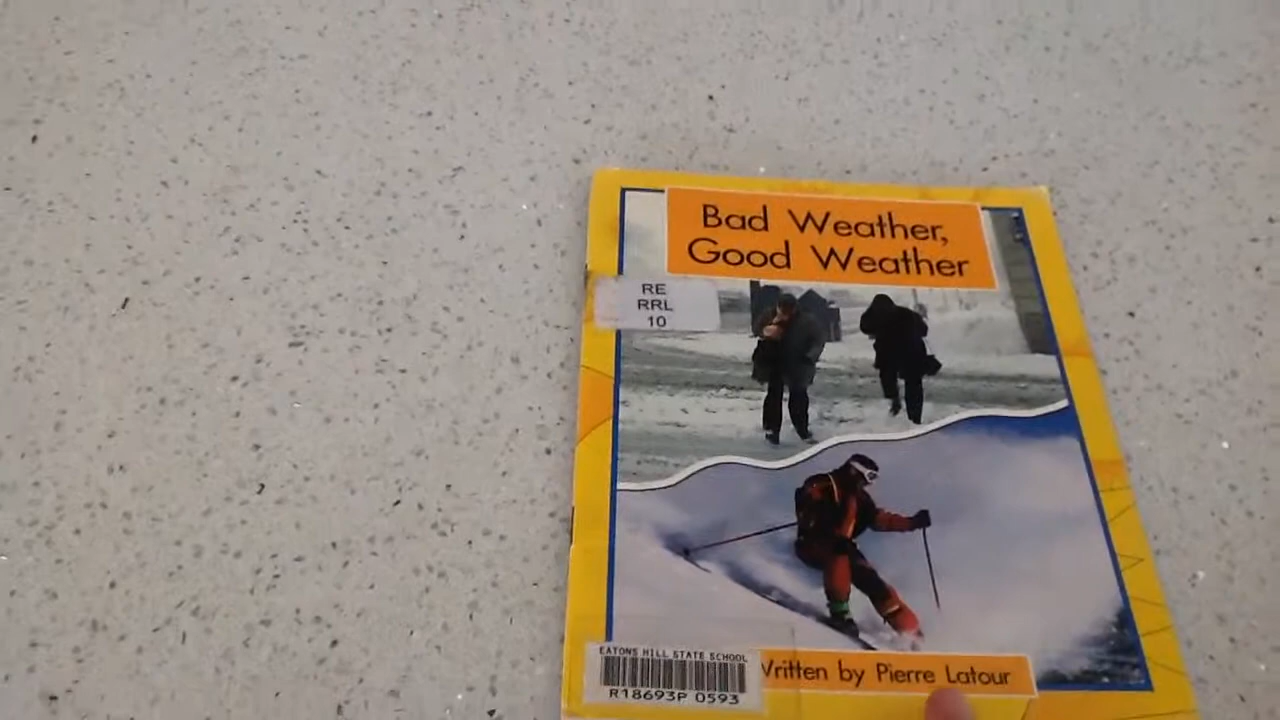 Bad Weather,
Good Weather
RE
RRL
10
EATONS HILL STATE SCHOOL
R18693P 0593
Written by Pierre Latour